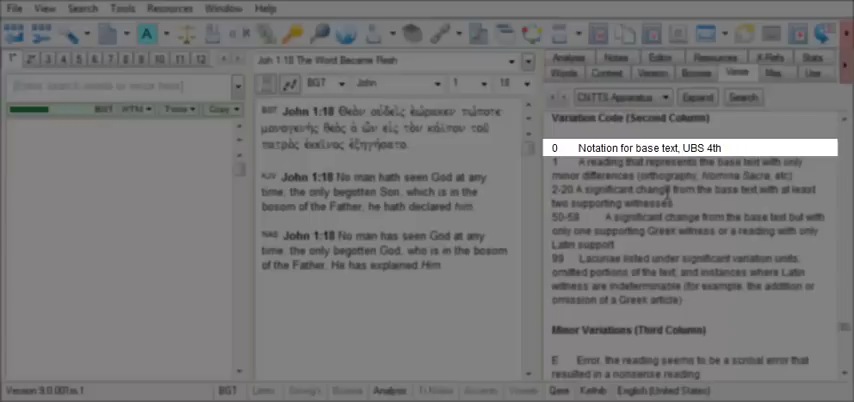 File View Search Tools Resources Window Help
1* 2* 3 4 5 6 7 8 9 10 11 12
BGT
Copy
Joh 1:18 The Word Became Flesh
BGT John 1 18
BGT John 1:18 Θεὸν οὐδεὶς ἑώρακεν πώποτε·
μονογενὴς θεὸς ὁ ὢν εἰς τὸν κόλπον τοῦ
πατρὸς ἐκεῖνος ἐξηγήσατο.
KJV John 1:18 No man hath seen God at any
time; the only begotten Son, which is in the
bosom of the Father, he hath declared him.
NAS John 1:18 No man has seen God at any
time; the only begotten God, who is in the bosom
of the Father, He has explained Him.
Analysis Notes Editor Resources X-Refs Stats
Words Context Version Browse Verse Mss. Use
CNTTS Apparatus Expand Search
Variation Code (Second Column)
0 Notation for base text, UBS 4th
1 A reading that represents the base text with only
minor differences (orthography, Nomina Sacra, etc)
2-20 A significant change from the base text with at least
two supporting witnesses
50-59 A significant change from the base text but with
only one supporting Greek witness or a reading with only
Latin support
99 Lacunae listed under significant variation units,
omitted portions of the text, and instances where Latin
witness are indeterminable (for example, the addition or
omission of a Greek article)
Minor Variations (Third Column)
E Error, the reading seems to be a scribal error that
resulted in a nonsense reading
BGT Analysis Qere Kethib English (United States)